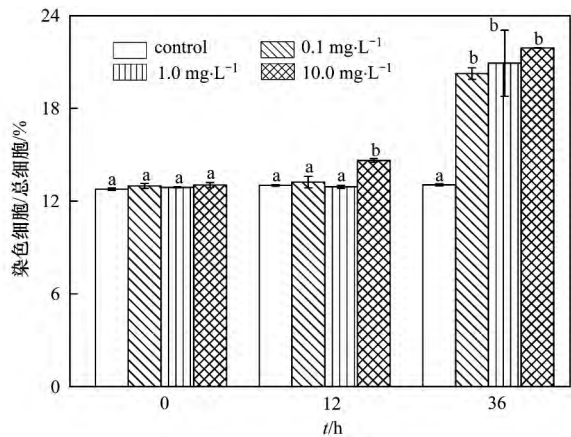 24
control
0.1 mg·L⁻¹
1.0 mg·L⁻¹
10.0 mg·L⁻¹
18
12
6
0
染色细胞/总细胞/%
a a a a
a a a b
a b b b
0 12 36
t/h